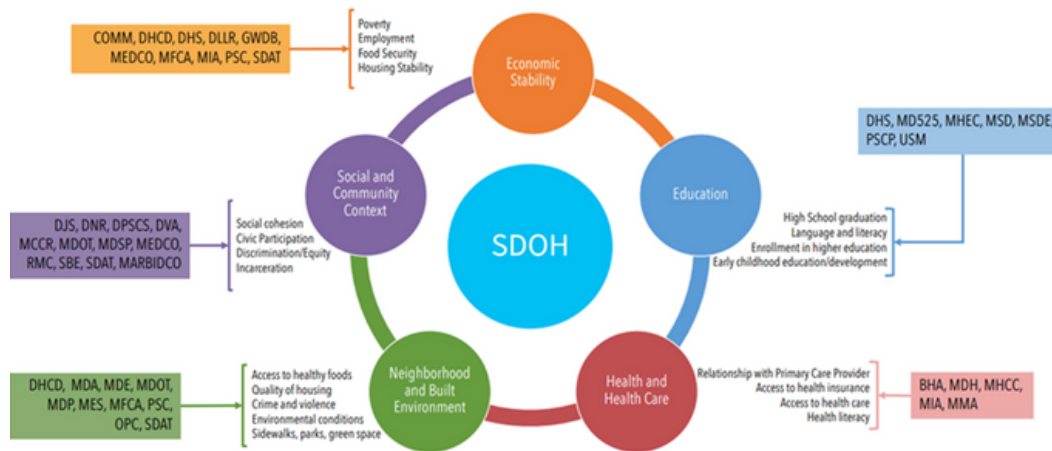 COMM, DHCD, DHS, DLLR, GWDB,
MEDCO, MFCA, MIA, PSC, SDAT
Poverty
Employment
Food Security
Housing Stability
Economic
Stability
DHS, MD525, MHEC, MSD, MSDE,
PSCP, USM
Education
High School graduation
Language and literacy
Enrollment in higher education
Early childhood education/development
Social and
Community
Context
DJS, DNR, DPSCS, DVA,
MCCR, MDOT, MDSP, MEDCO,
RMC, SBE, SDAT, MARBIDCO
Social cohesion
Civic Participation
Discrimination/Equity
Incarceration
SDOH
DHCD, MDA, MDE, MDOT,
MDP, MES, MFCA, PSC,
OPC, SDAT
Access to healthy foods
Quality of housing
Crime and violence
Environmental conditions
Sidewalks, parks, green space
Neighborhood
and Built
Environment
Health and
Health Care
Relationship with Primary Care Provider
Access to health insurance
Access to health care
Health literacy
BHA, MDH, MHCC,
MIA, MMA